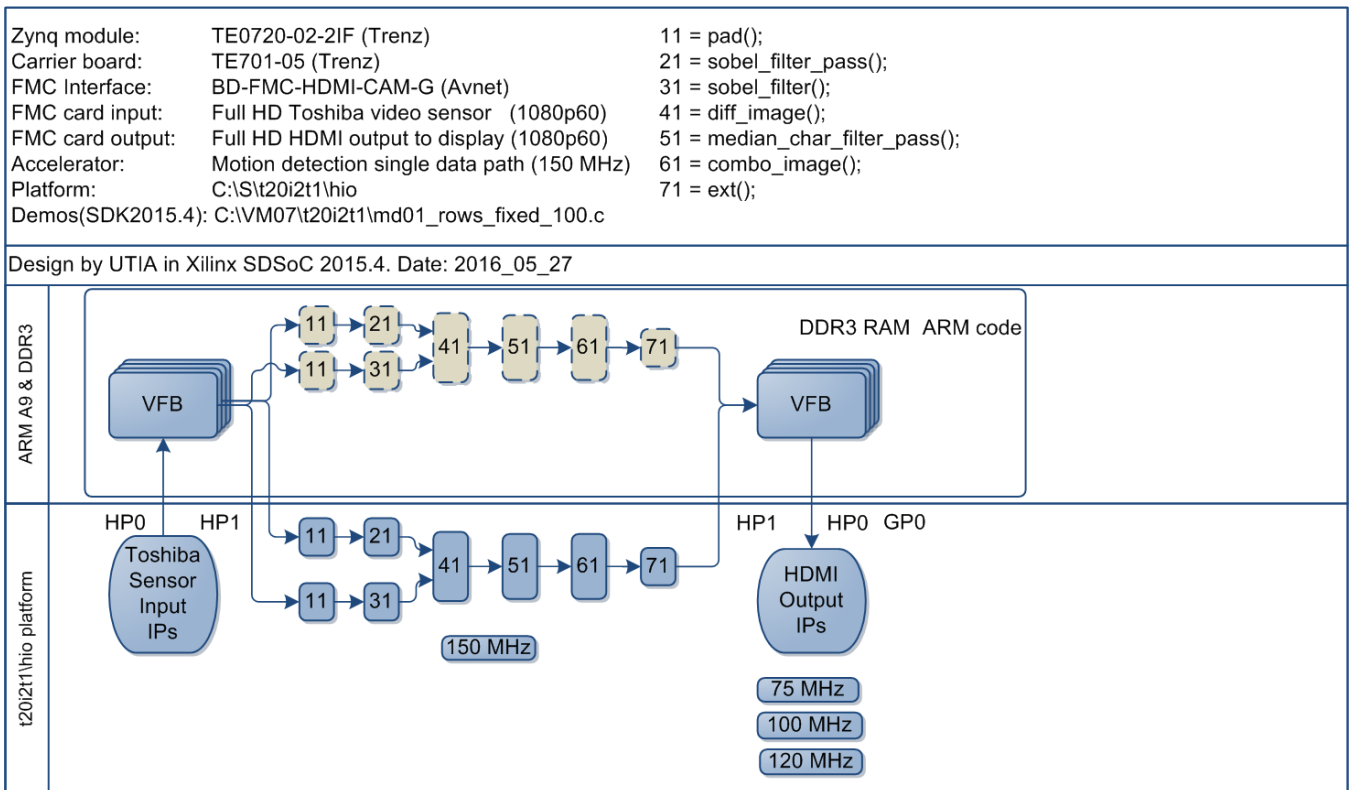 Zynq module: TE0720-02-2IF (Trenz) 11 = pad();
Carrier board: TE701-05 (Trenz) 21 = sobel_filter_pass();
FMC Interface: BD-FMC-HDMI-CAM-G (Avnet) 31 = sobel_filter();
FMC card input: Full HD Toshiba video sensor (1080p60) 41 = diff_image();
FMC card output: Full HD HDMI output to display (1080p60) 51 = median_char_filter_pass();
Accelerator: Motion detection single data path (150 MHz) 61 = combo_image();
Platform: C:\S\t20i2t1\hio 71 = ext();
Demos(SDK2015.4): C:\VM07\t20i2t1\md01_rows_fixed_100.c
Design by UTIA in Xilinx SDSoC 2015.4. Date: 2016_05_27
ARM A9 & DDR3
DDR3 RAM ARM code
11 21
41 51 61 71
11 31
VFB
VFB
t20i2t1\hio platform
HP0 HP1
HP1 HP0 GP0
Toshiba
Sensor
Input
IPs
11 21
41 51 61 71
11 31
150 MHz
HDMI
Output
IPs
75 MHz
100 MHz
120 MHz